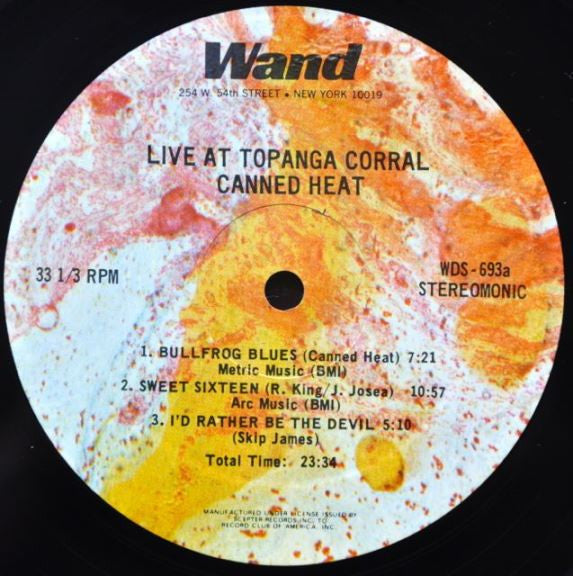 Wand
254 W. 54th STREET • NEW YORK 10019
LIVE AT TOPANGA CORRAL
CANNED HEAT
33 1/3 RPM
WDS-693a
STEREOMONIC
1. BULLFROG BLUES (Canned Heat) 7:21
Metric Music (BMI)
2. SWEET SIXTEEN (R. King/J. Josea) 10:57
Arc Music (BMI)
3. I'D RATHER BE THE DEVIL 5:10
(Skip James)
Total Time: 23:34
MANUFACTURED UNDER LICENSE ISSUED BY
SCEPTER RECORDS, INC. TO
RECORD CLUB OF AMERICA, INC.